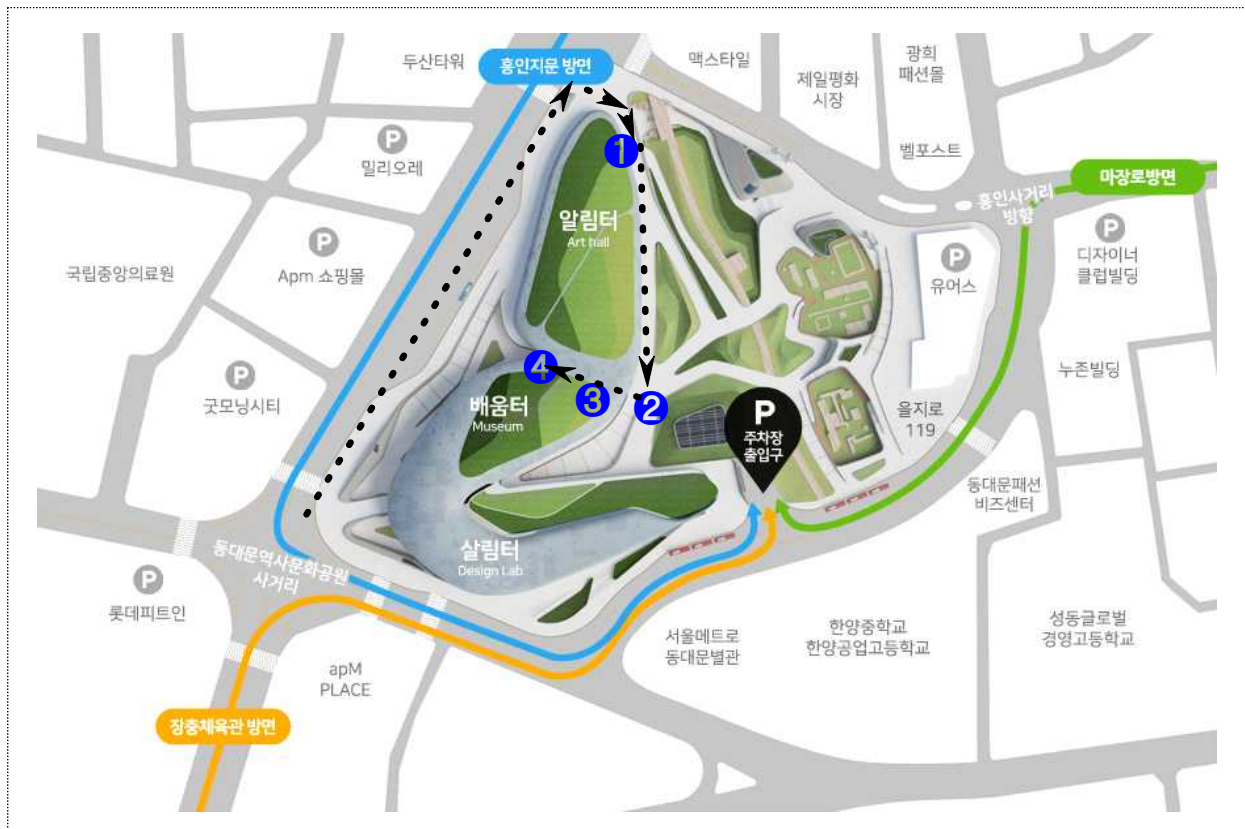 두산타워
흥인지문 방면
맥스타일
광희
패션몰
제일평화
시장
P
밀리오레
벨포스트
1
마장로방면
흥인사거리
방향
알림터
Art hall
P
Apm 쇼핑몰
국립중앙의료원
P
유어스
P
디자이너
클럽빌딩
4
3
2
P
굿모닝시티
배움터
Museum
P
주차장
출입구
누존빌딩
을지로
119
동대문패션
비즈센터
살림터
Design Lab
동대문역사문화공원
사거리
P
롯데피트인
서울메트로
동대문별관
한양중학교
한양공업고등학교
성동글로벌
경영고등학교
apM
PLACE
장충체육관 방면